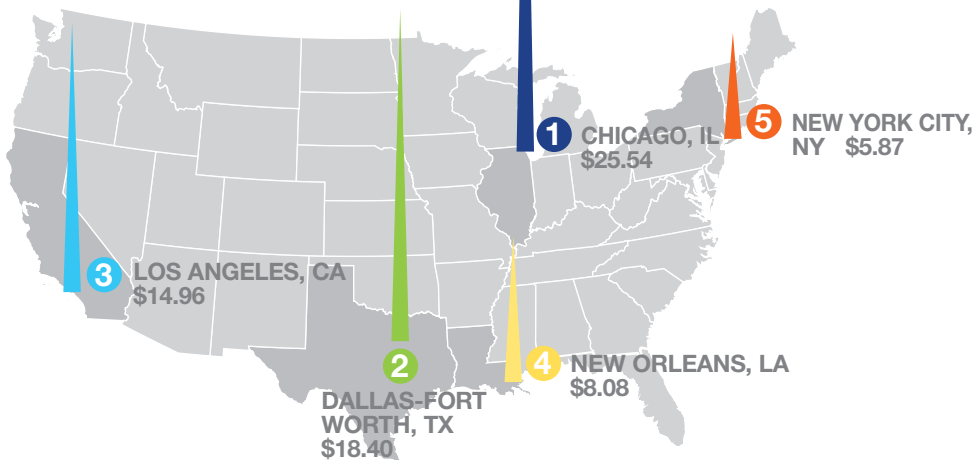 1
CHICAGO, IL
$25.54
5
NEW YORK CITY,
NY $5.87
3
LOS ANGELES, CA
$14.96
2
DALLAS-FORT
WORTH, TX
$18.40
4
NEW ORLEANS, LA
$8.08